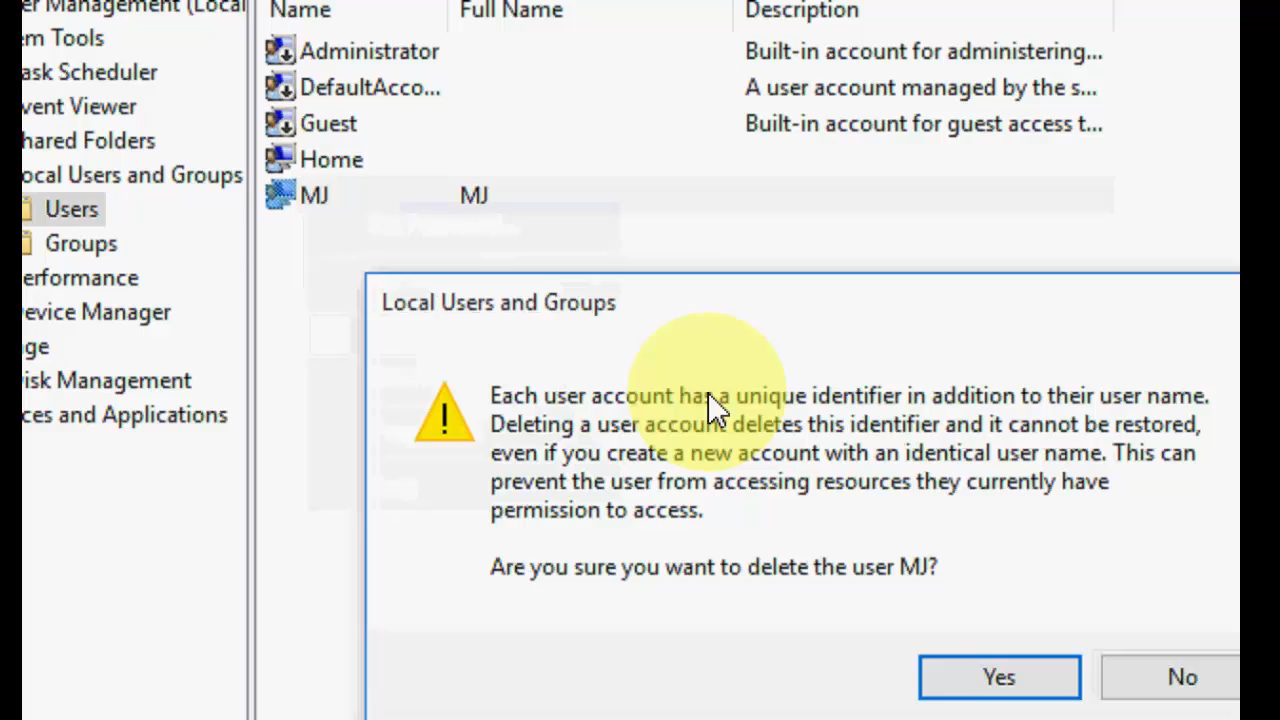 er Management (Local
Name Full Name Description
em Tools
Administrator Built-in account for administering...
ask Scheduler
DefaultAcco... A user account managed by the s...
vent Viewer
Guest Built-in account for guest access t...
hared Folders
Home
ocal Users and Groups
MJ MJ
Users
Groups
erformance
evice Manager
ge
isk Management
ces and Applications
Local Users and Groups
Each user account has a unique identifier in addition to their user name.
Deleting a user account deletes this identifier and it cannot be restored,
even if you create a new account with an identical user name. This can
prevent the user from accessing resources they currently have
permission to access.
Are you sure you want to delete the user MJ?
Yes No